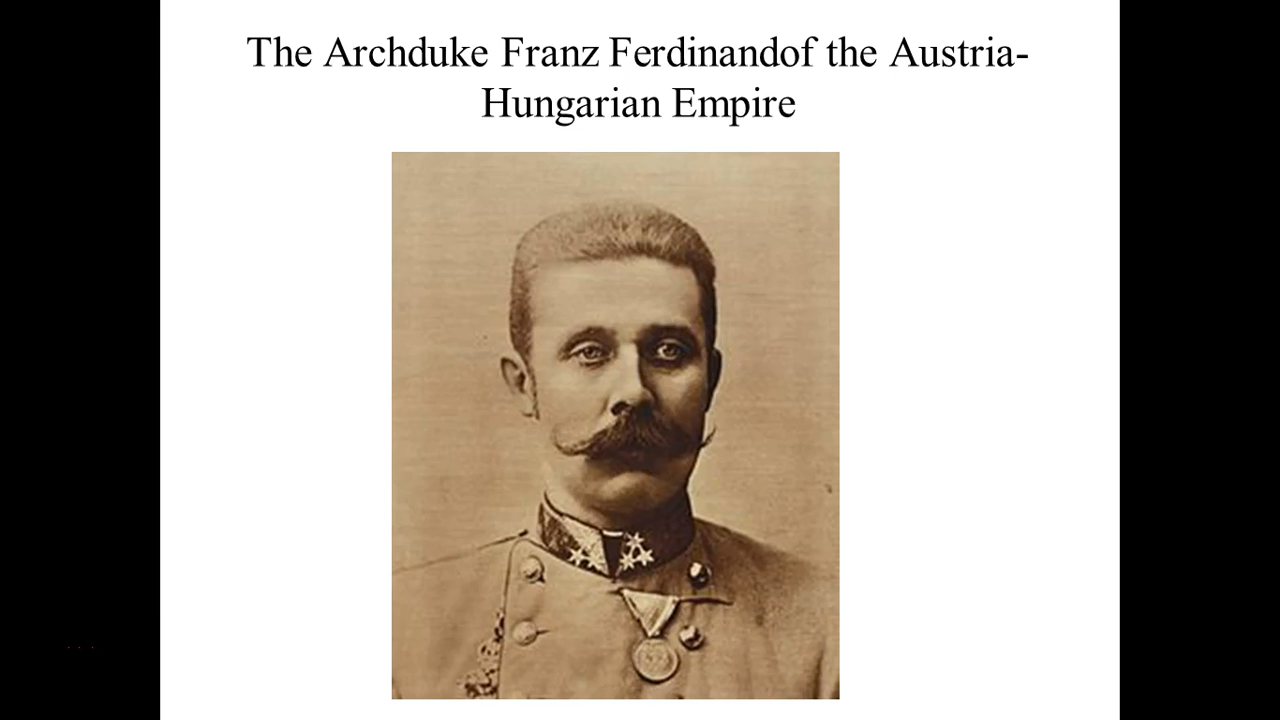 The Archduke Franz Ferdinandof the Austria-
Hungarian Empire